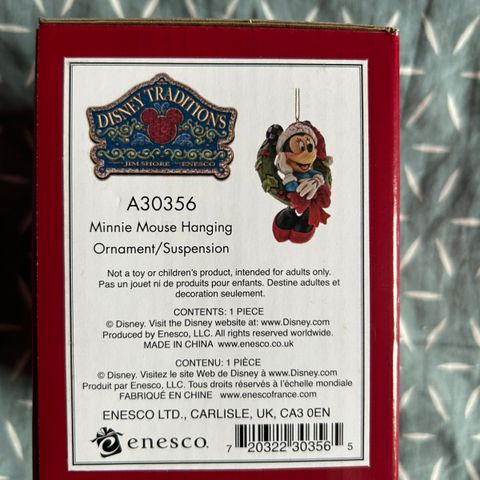 DISNEY TRADITIONS
JIM SHORE ENESCO
A30356
Minnie Mouse Hanging
Ornament/Suspension
Not a toy or children's product, intended for adults only.
Pas un jouet ni de produits pour enfants. Destine adultes et
decoration seulement.
CONTENTS: 1 PIECE
© Disney. Visit the Disney website at: www.Disney.com
Produced by Enesco, LLC. All rights reserved worldwide.
MADE IN CHINA www.enesco.co.uk
CONTENU: 1 PIÈCE
© Disney. Visitez le site Web de Disney à www.Disney.com
Produit par Enesco, LLC. Tous droits réservés à l'échelle mondiale
FABRIQUÉ EN CHINE www.enescofrance.com
ENESCO LTD., CARLISLE, UK, CA3 0EN
enesco.
7 20322 30356 5